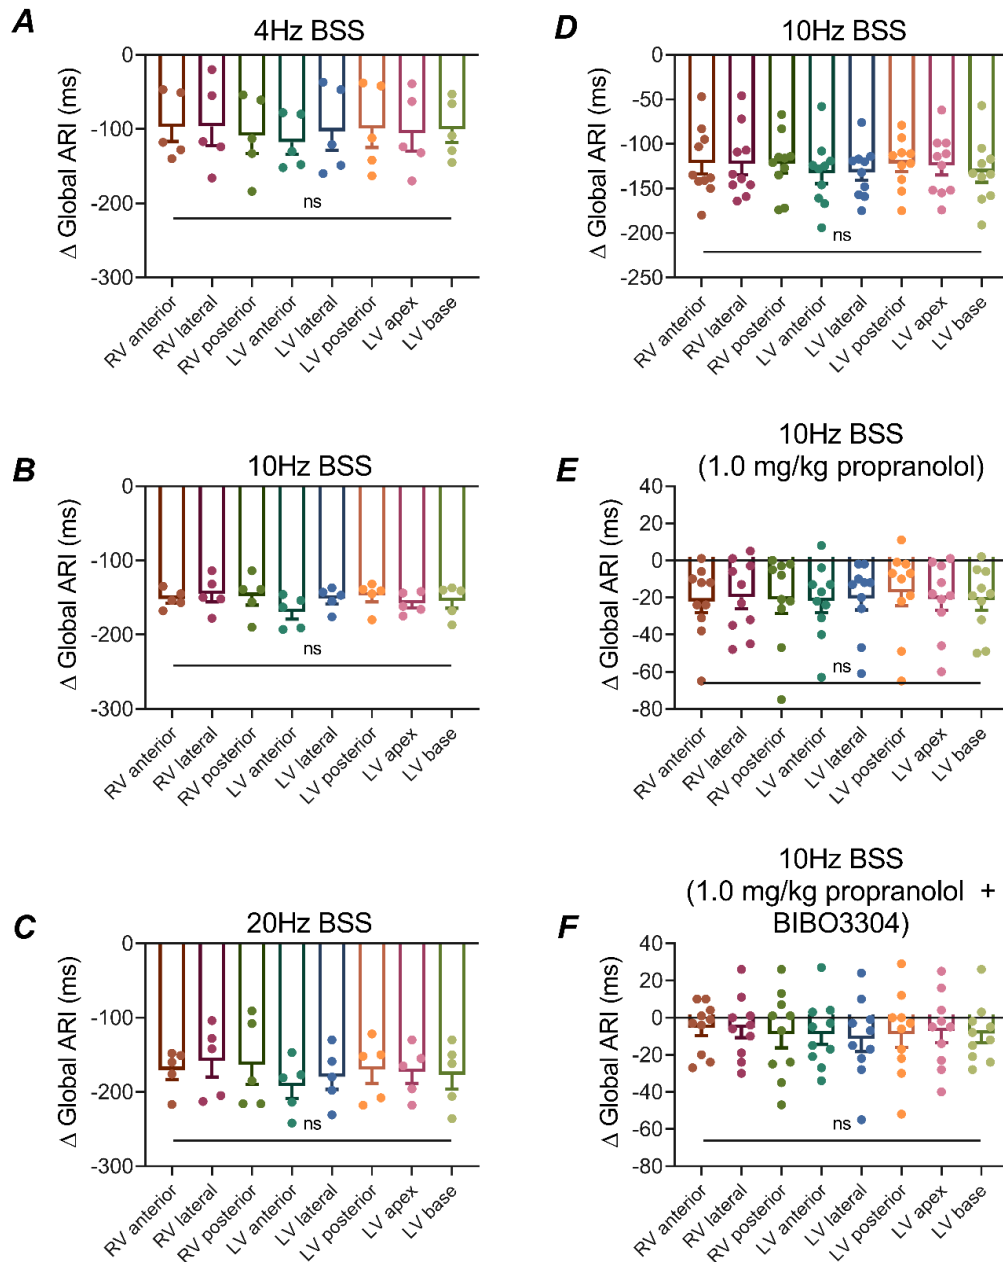 A
4Hz BSS
Δ Global ARI (ms)
0
-100
-200
-300
ns
RV anterior
RV lateral
RV posterior
LV anterior
LV lateral
LV posterior
LV apex
LV base
B
10Hz BSS
Δ Global ARI (ms)
0
-100
-200
-300
ns
RV anterior
RV lateral
RV posterior
LV anterior
LV lateral
LV posterior
LV apex
LV base
C
20Hz BSS
Δ Global ARI (ms)
0
-100
-200
-300
ns
RV anterior
RV lateral
RV posterior
LV anterior
LV lateral
LV posterior
LV apex
LV base
D
10Hz BSS
Δ Global ARI (ms)
0
-50
-100
-150
-200
-250
ns
RV anterior
RV lateral
RV posterior
LV anterior
LV lateral
LV posterior
LV apex
LV base
E
10Hz BSS
(1.0 mg/kg propranolol)
Δ Global ARI (ms)
40
20
0
-20
-40
-60
-80
ns
RV anterior
RV lateral
RV posterior
LV anterior
LV lateral
LV posterior
LV apex
LV base
F
10Hz BSS
(1.0 mg/kg propranolol +
BIBO3304)
Δ Global ARI (ms)
40
20
0
-20
-40
-60
-80
ns
RV anterior
RV lateral
RV posterior
LV anterior
LV lateral
LV posterior
LV apex
LV base